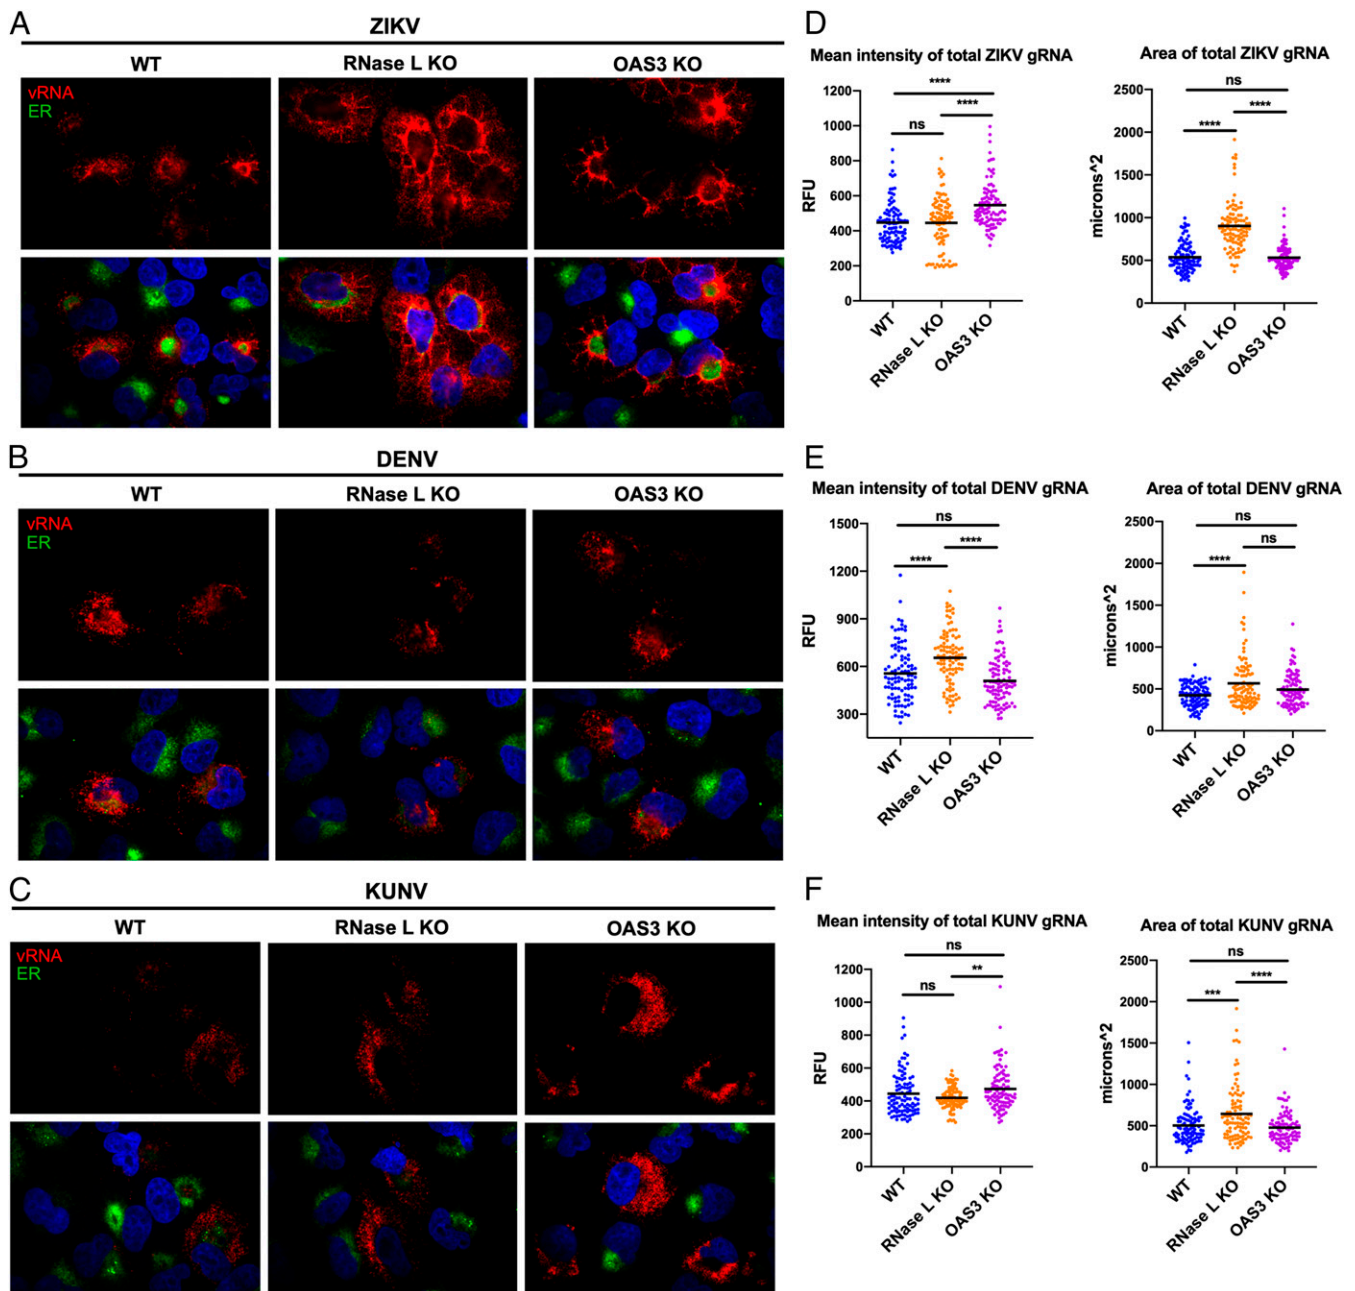 A
ZIKV
WT
RNase L KO
OAS3 KO
vRNA
ER
B
DENV
WT
RNase L KO
OAS3 KO
vRNA
ER
C
KUNV
WT
RNase L KO
OAS3 KO
vRNA
ER
D
Mean intensity of total ZIKV gRNA
****
ns
****
RFU
1200
1000
800
600
400
200
0
WT
RNase L KO
OAS3 KO
Area of total ZIKV gRNA
ns
****
****
microns^2
2500
2000
1500
1000
500
0
WT
RNase L KO
OAS3 KO
E
Mean intensity of total DENV gRNA
ns
****
****
RFU
1500
1200
900
600
300
WT
RNase L KO
OAS3 KO
Area of total DENV gRNA
ns
****
ns
microns^2
2500
2000
1500
1000
500
0
WT
RNase L KO
OAS3 KO
F
Mean intensity of total KUNV gRNA
ns
ns
**
RFU
1200
1000
800
600
400
200
0
WT
RNase L KO
OAS3 KO
Area of total KUNV gRNA
ns
***
****
microns^2
2500
2000
1500
1000
500
0
WT
RNase L KO
OAS3 KO